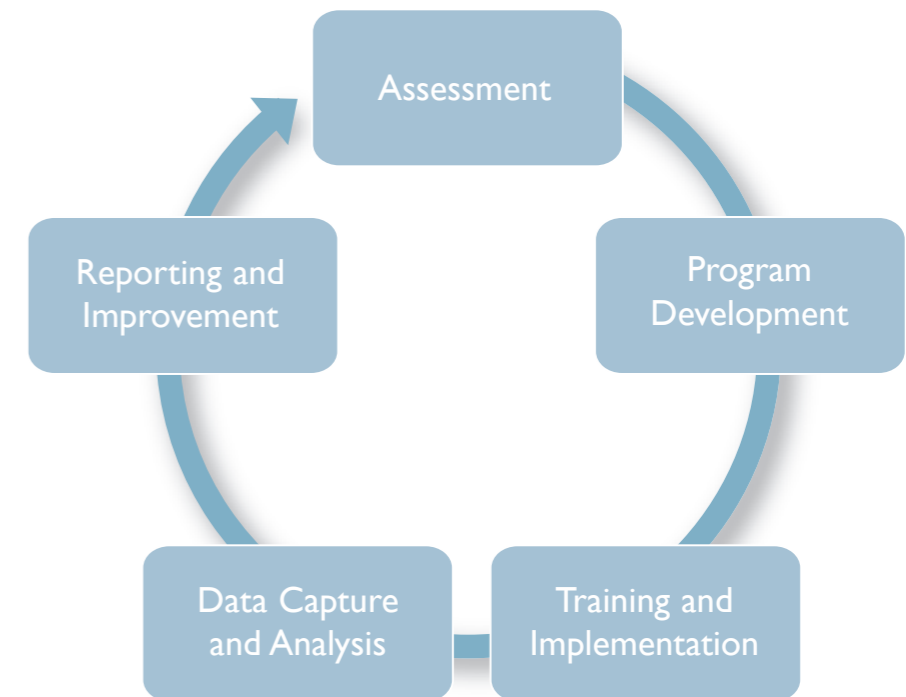 Assessment
Program
Development
Training and
Implementation
Data Capture
and Analysis
Reporting and
Improvement